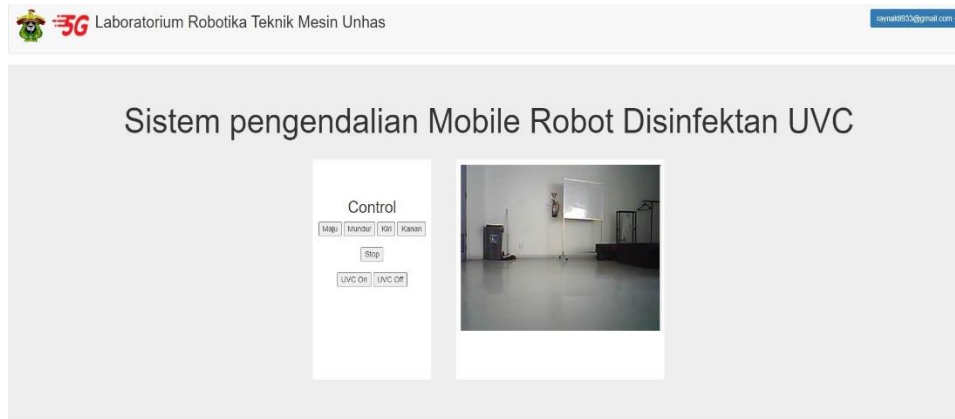 5G Laboratorium Robotika Teknik Mesin Unhas
raynaldi933@gmail.com
Sistem pengendalian Mobile Robot Disinfektan UVC
Control
Maju Mundur Kiri Kanan
Stop
UVC On UVC Off